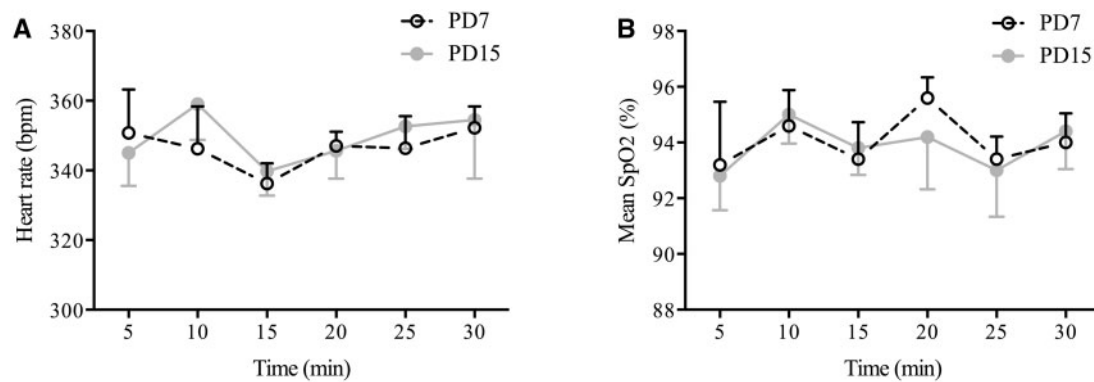 A
PD7
PD15
Heart rate (bpm)
380
360
340
320
300
5 10 15 20 25 30
Time (min)
B
PD7
PD15
Mean SpO2 (%)
98
96
94
92
90
88
5 10 15 20 25 30
Time (min)